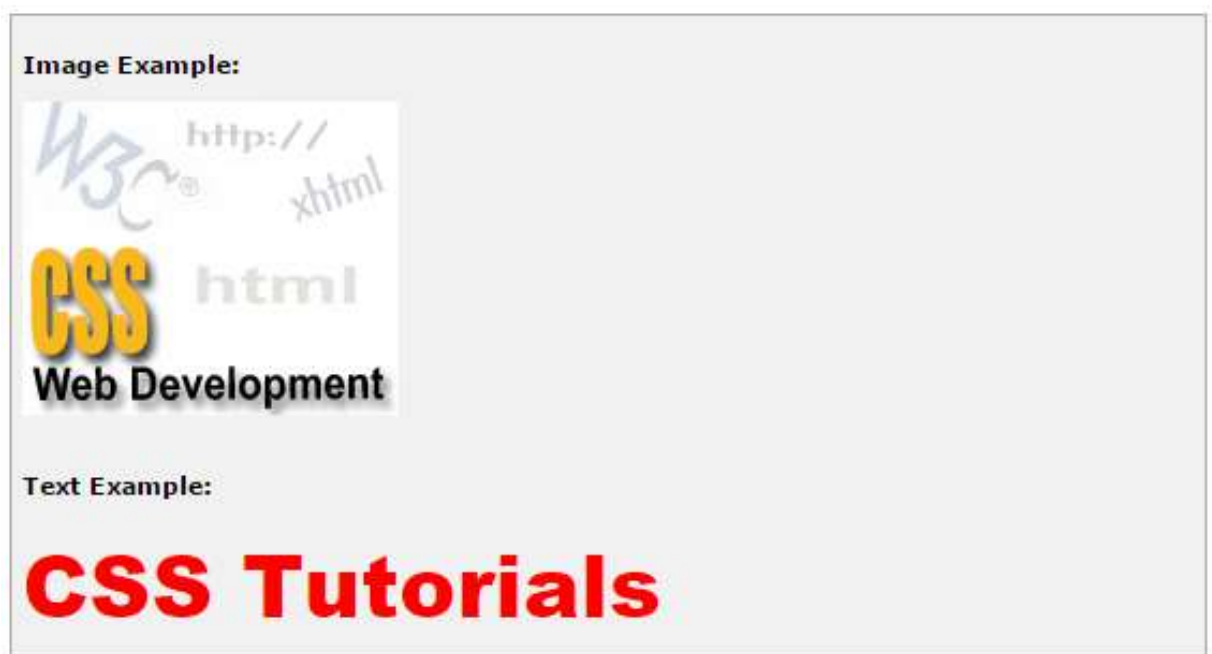 Image Example:
W3C®
http://
xhtml
CSS
html
Web Development
Text Example:
CSS Tutorials